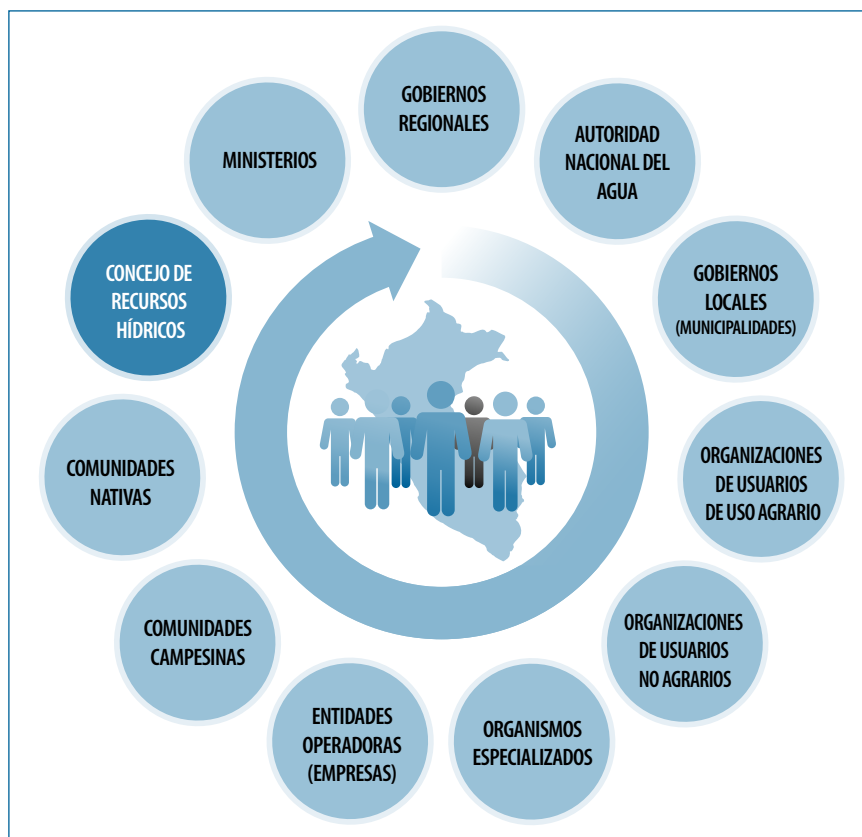 GOBIERNOS
REGIONALES
AUTORIDAD
NACIONAL DEL
AGUA
GOBIERNOS
LOCALES
(MUNICIPALIDADES)
ORGANIZACIONES
DE USUARIOS
DE USO AGRARIO
ORGANIZACIONES
DE USUARIOS
NO AGRARIOS
ORGANISMOS
ESPECIALIZADOS
ENTIDADES
OPERADORAS
(EMPRESAS)
COMUNIDADES
CAMPESINAS
COMUNIDADES
NATIVAS
CONCEJO DE
RECURSOS
HÍDRICOS
MINISTERIOS